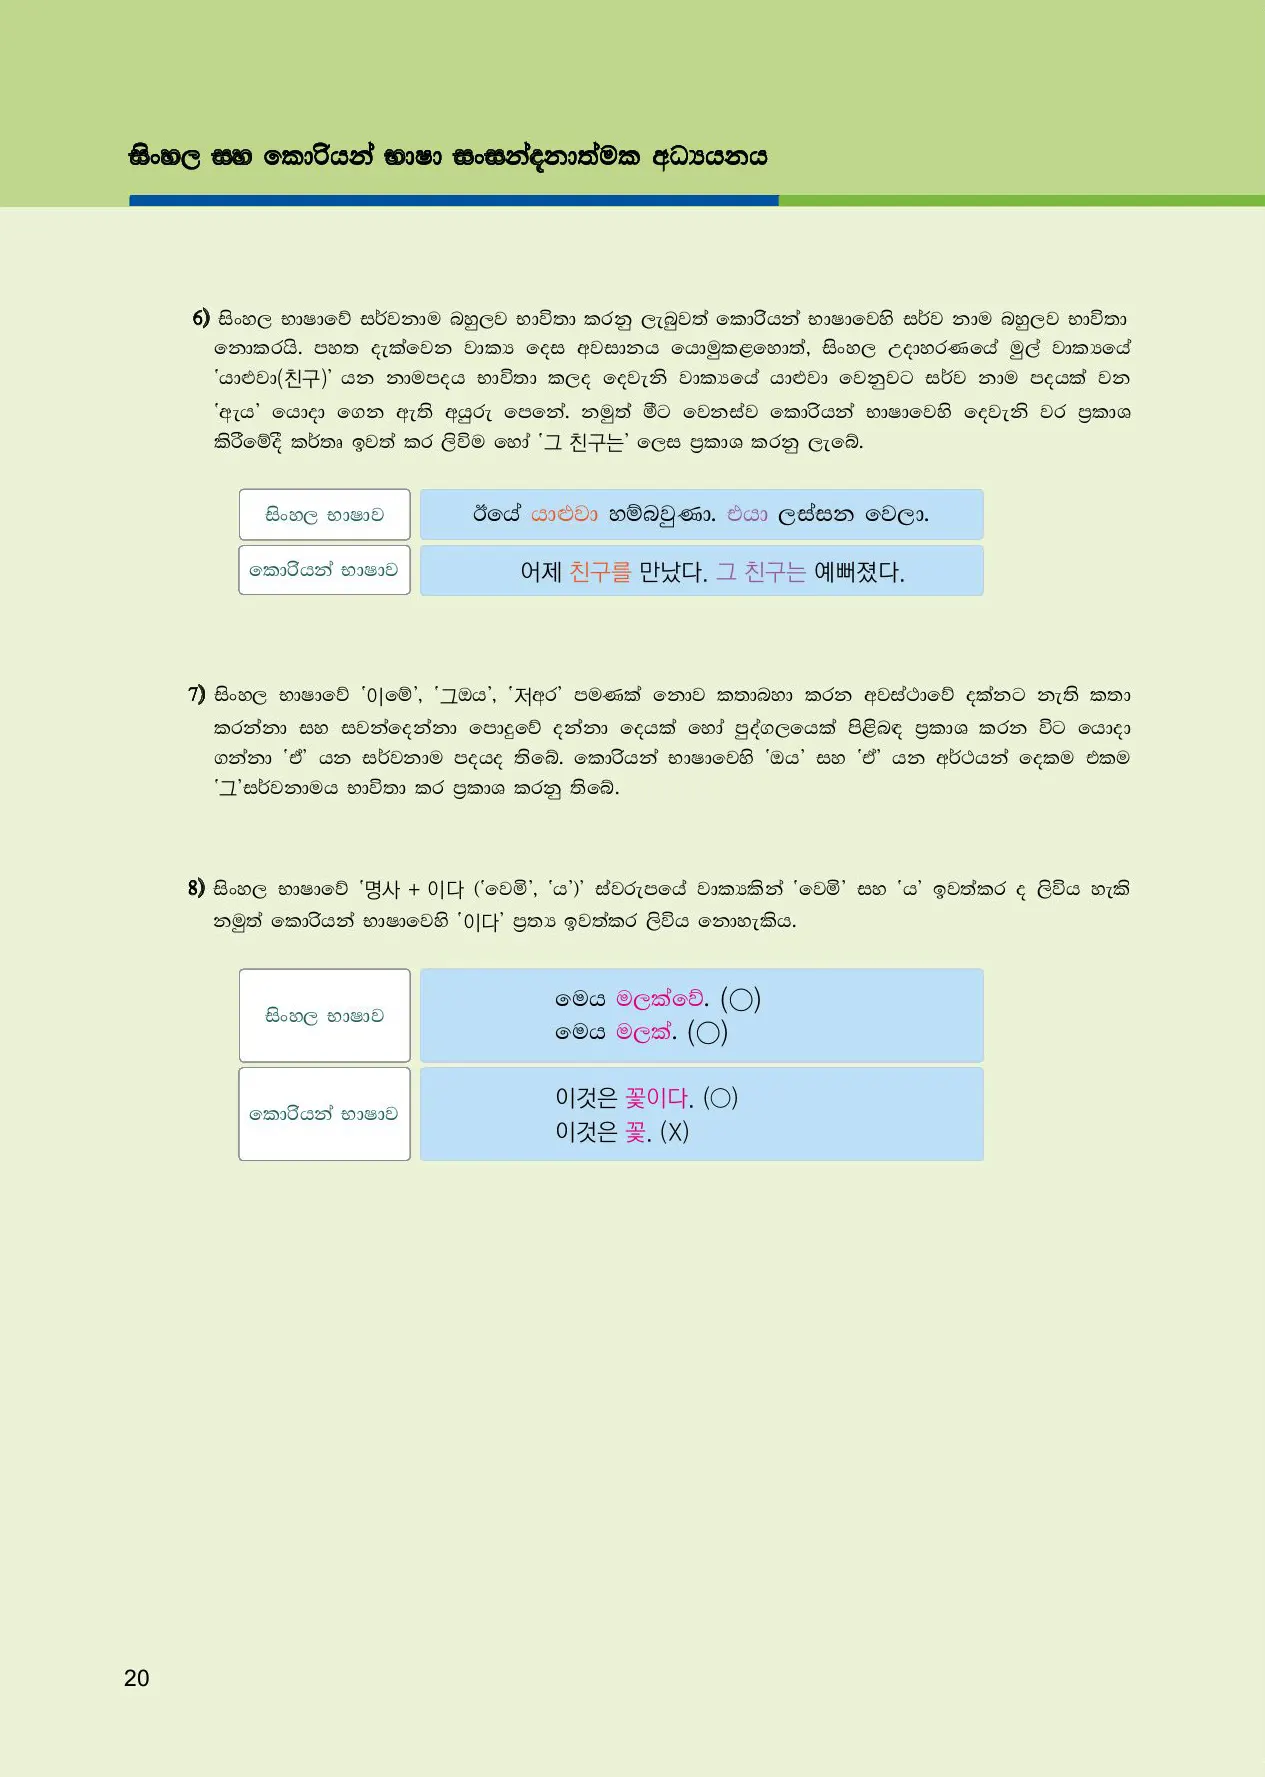 සිංහල සහ කොරියන් භාෂා සංසන්දනාත්මක අධ්‍යයනය
6) සිංහල භාෂාවේ සර්වනාම බහුලව භාවිතා කරනු ලැබුවත් කොරියන් භාෂාවෙහි සර්ව නාම බහුලව භාවිතා
නොකරයි. පහත දැක්වෙන වාක්‍ය දෙස අවසානය යොමුකළහොත්, සිංහල උදාහරණයේ මුල් වාක්‍යයේ
‘යාළුවා(친구)’ යන නාමපදය භාවිතා කලද දෙවැනි වාක්‍යයේ යාළුවා වෙනුවට සර්ව නාම පදයක් වන
‘ඇය’ යොදා ගෙන ඇති අයුරු පෙනේ. නමුත් මීට වෙනස්ව කොරියන් භාෂාවෙහි දෙවැනි වර ප්‍රකාශ
කිරීමේදී කර්තෘ ඉවත් කර ලිවිම හෝ ‘그 친구는’ ලෙස ප්‍රකාශ කරනු ලැබේ.
සිංහල භාෂාව ඊයේ යාළුවා හම්බවුණා. එයා ලස්සන වෙලා.
කොරියන් භාෂාව 어제 친구를 만났다. 그 친구는 예뻐졌다.
7) සිංහල භාෂාවේ ‘이මේ’, ‘그ඔය’, ‘저අර’ පමණක් නොව කතාබහා කරන අවස්ථාවේ දක්නට නැති කතා
කරන්නා සහ සවන්දෙන්නා පොදුවේ දන්නා දෙයක් හෝ පුද්ගලයෙක් පිළිබඳ ප්‍රකාශ කරන විට යොදා
ගන්නා ‘ඒ’ යන සර්වනාම පදයද තිබේ. කොරියන් භාෂාවෙහි ‘ඔය’ සහ ‘ඒ’ යන අර්ථයන් දෙකම එකම
‘그’සර්වනාමය භාවිතා කර ප්‍රකාශ කරනු තිබේ.
8) සිංහල භාෂාවේ ‘명사 + 이다 (‘වෙමි’, ‘ය’)’ ස්වරුපයේ වාක්‍යකින් ‘වෙමි’ සහ ‘ය’ ඉවත්කර ද ලිවිය හැකි
නමුත් කොරියන් භාෂාවෙහි ‘이다’ ප්‍රත්‍ය ඉවත්කර ලිවිය නොහැකිය.
සිංහල භාෂාව
මෙය මලක්වේ. (○)
මෙය මලක්. (○)
කොරියන් භාෂාව
이것은 꽃이다. (○)
이것은 꽃. (X)
20